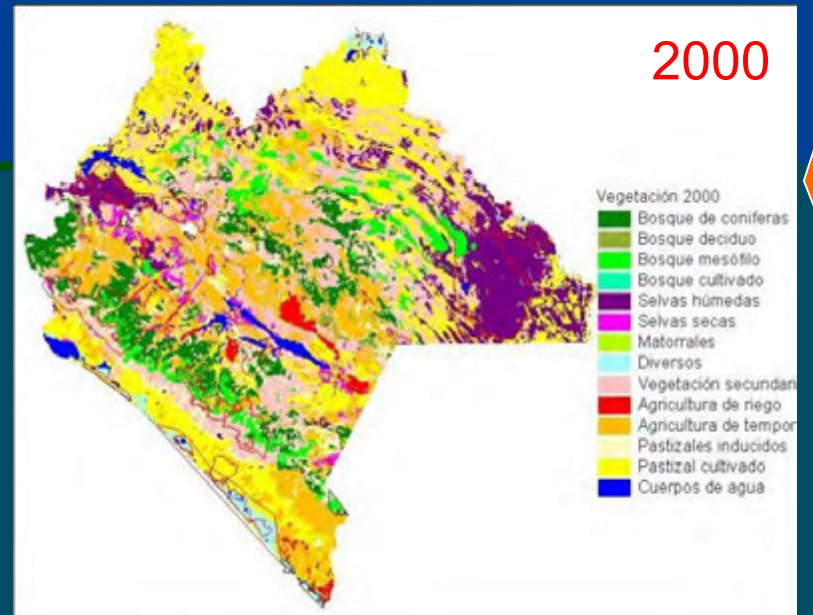 2000
Vegetación 2000
Bosque de coniferas
Bosque deciduo
Bosque mesófilo
Bosque cultivado
Selvas húmedas
Selvas secas
Matorrales
Diversos
Vegetación secundari
Agricultura de riego
Agricultura de tempor
Pastizales inducidos
Pastizal cultivado
Cuerpos de agua